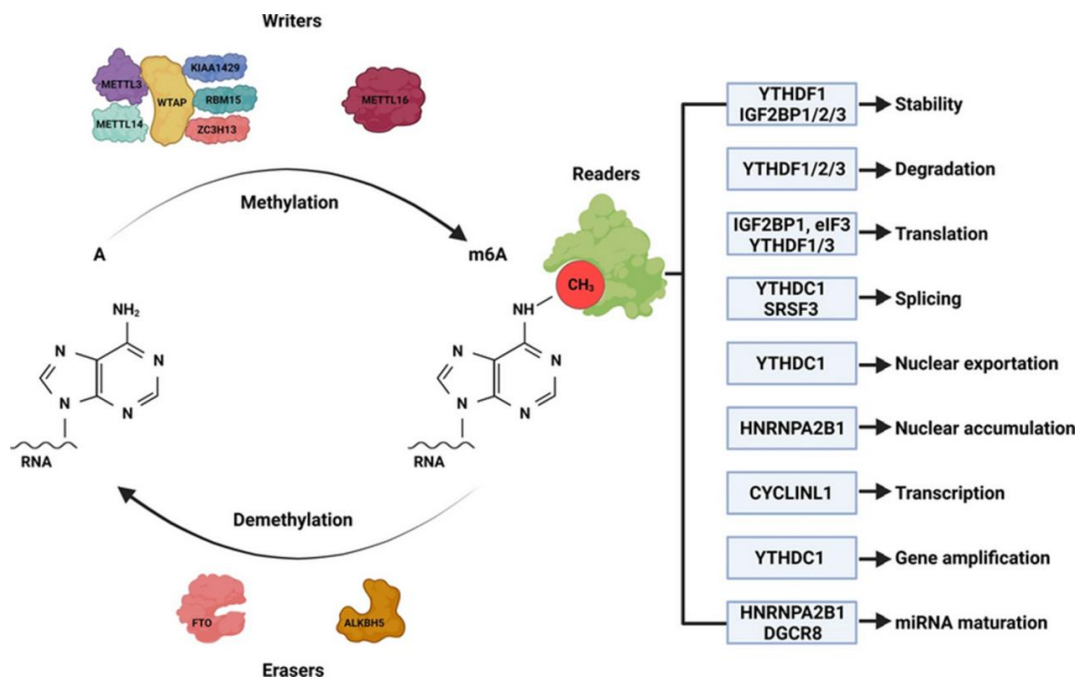 Writers
METTL3
METTL14
WTAP
KIAA1429
RBM15
ZC3H13
METTL16
Methylation
A
m6A
Readers
CH₃
NH₂
N
N
N
N
RNA
NH
N
N
N
N
RNA
Demethylation
FTO
ALKBH5
Erasers
YTHDF1
IGF2BP1/2/3
Stability
YTHDF1/2/3
Degradation
IGF2BP1, eIF3
YTHDF1/3
Translation
YTHDC1
SRSF3
Splicing
YTHDC1
Nuclear exportation
HNRNPA2B1
Nuclear accumulation
CYCLINL1
Transcription
YTHDC1
Gene amplification
HNRNPA2B1
DGCR8
miRNA maturation